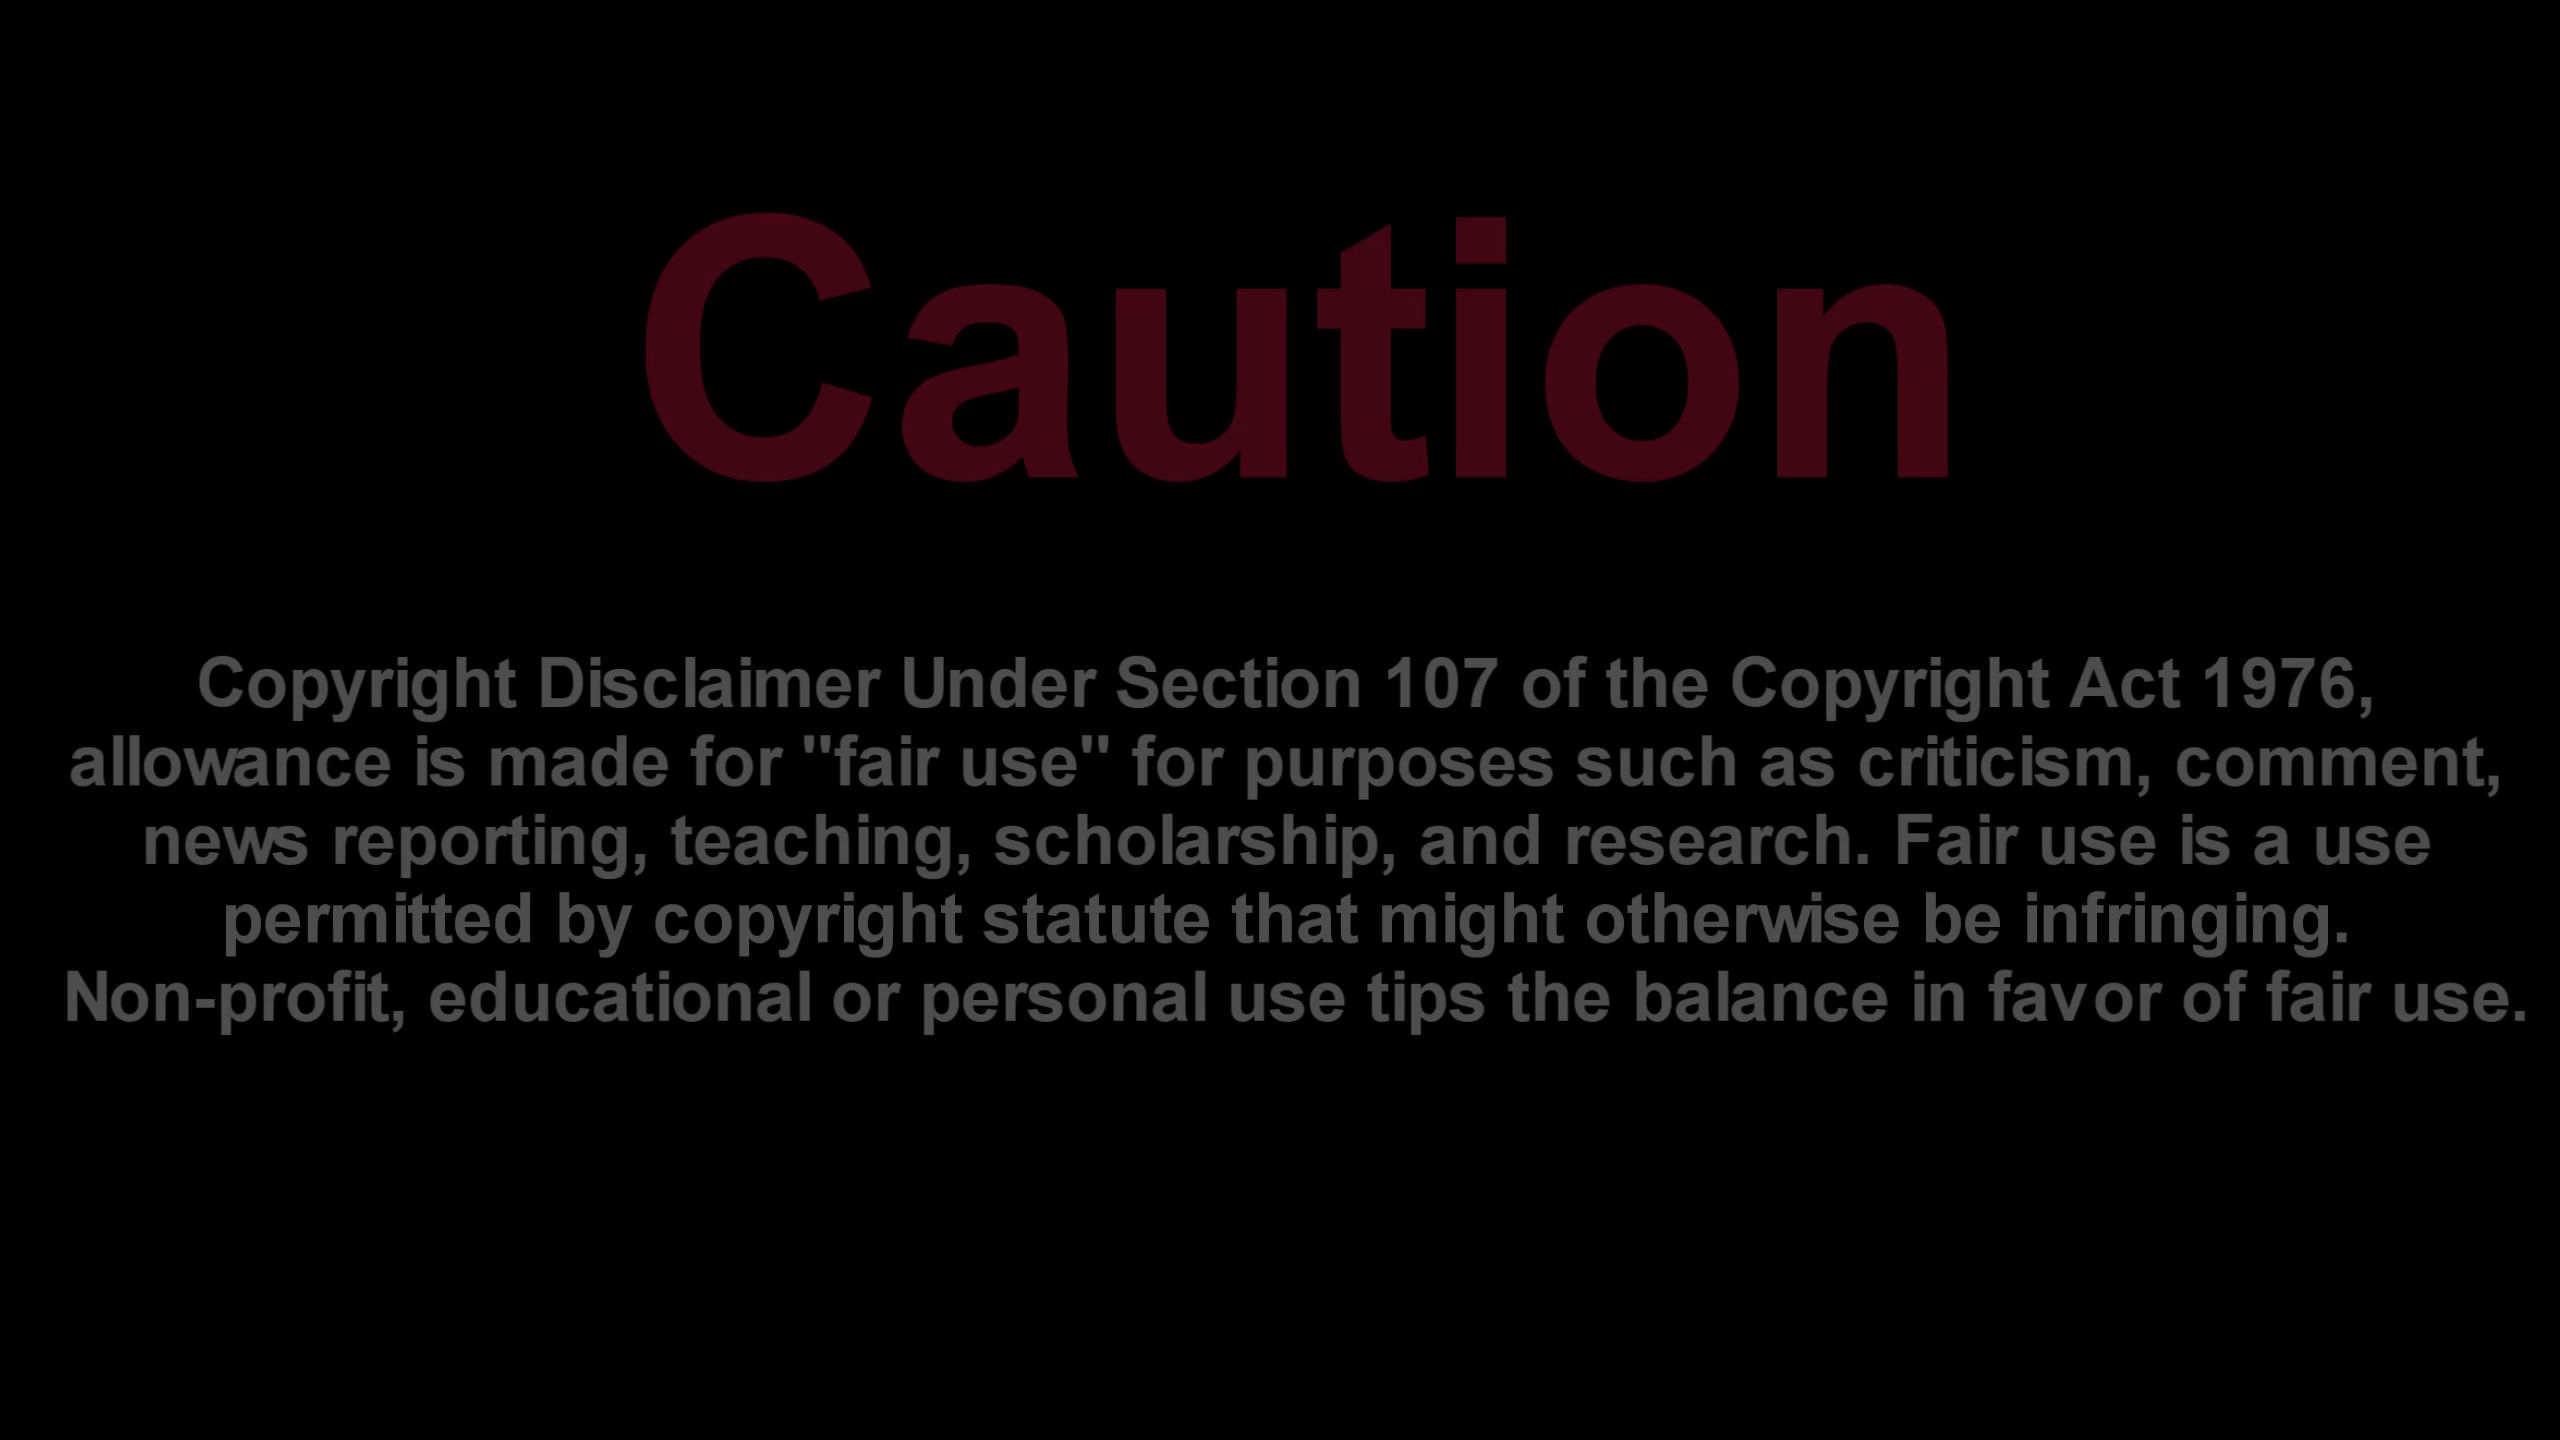 Caution
Copyright Disclaimer Under Section 107 of the Copyright Act 1976,
allowance is made for "fair use" for purposes such as criticism, comment,
news reporting, teaching, scholarship, and research. Fair use is a use
permitted by copyright statute that might otherwise be infringing.
Non-profit, educational or personal use tips the balance in favor of fair use.